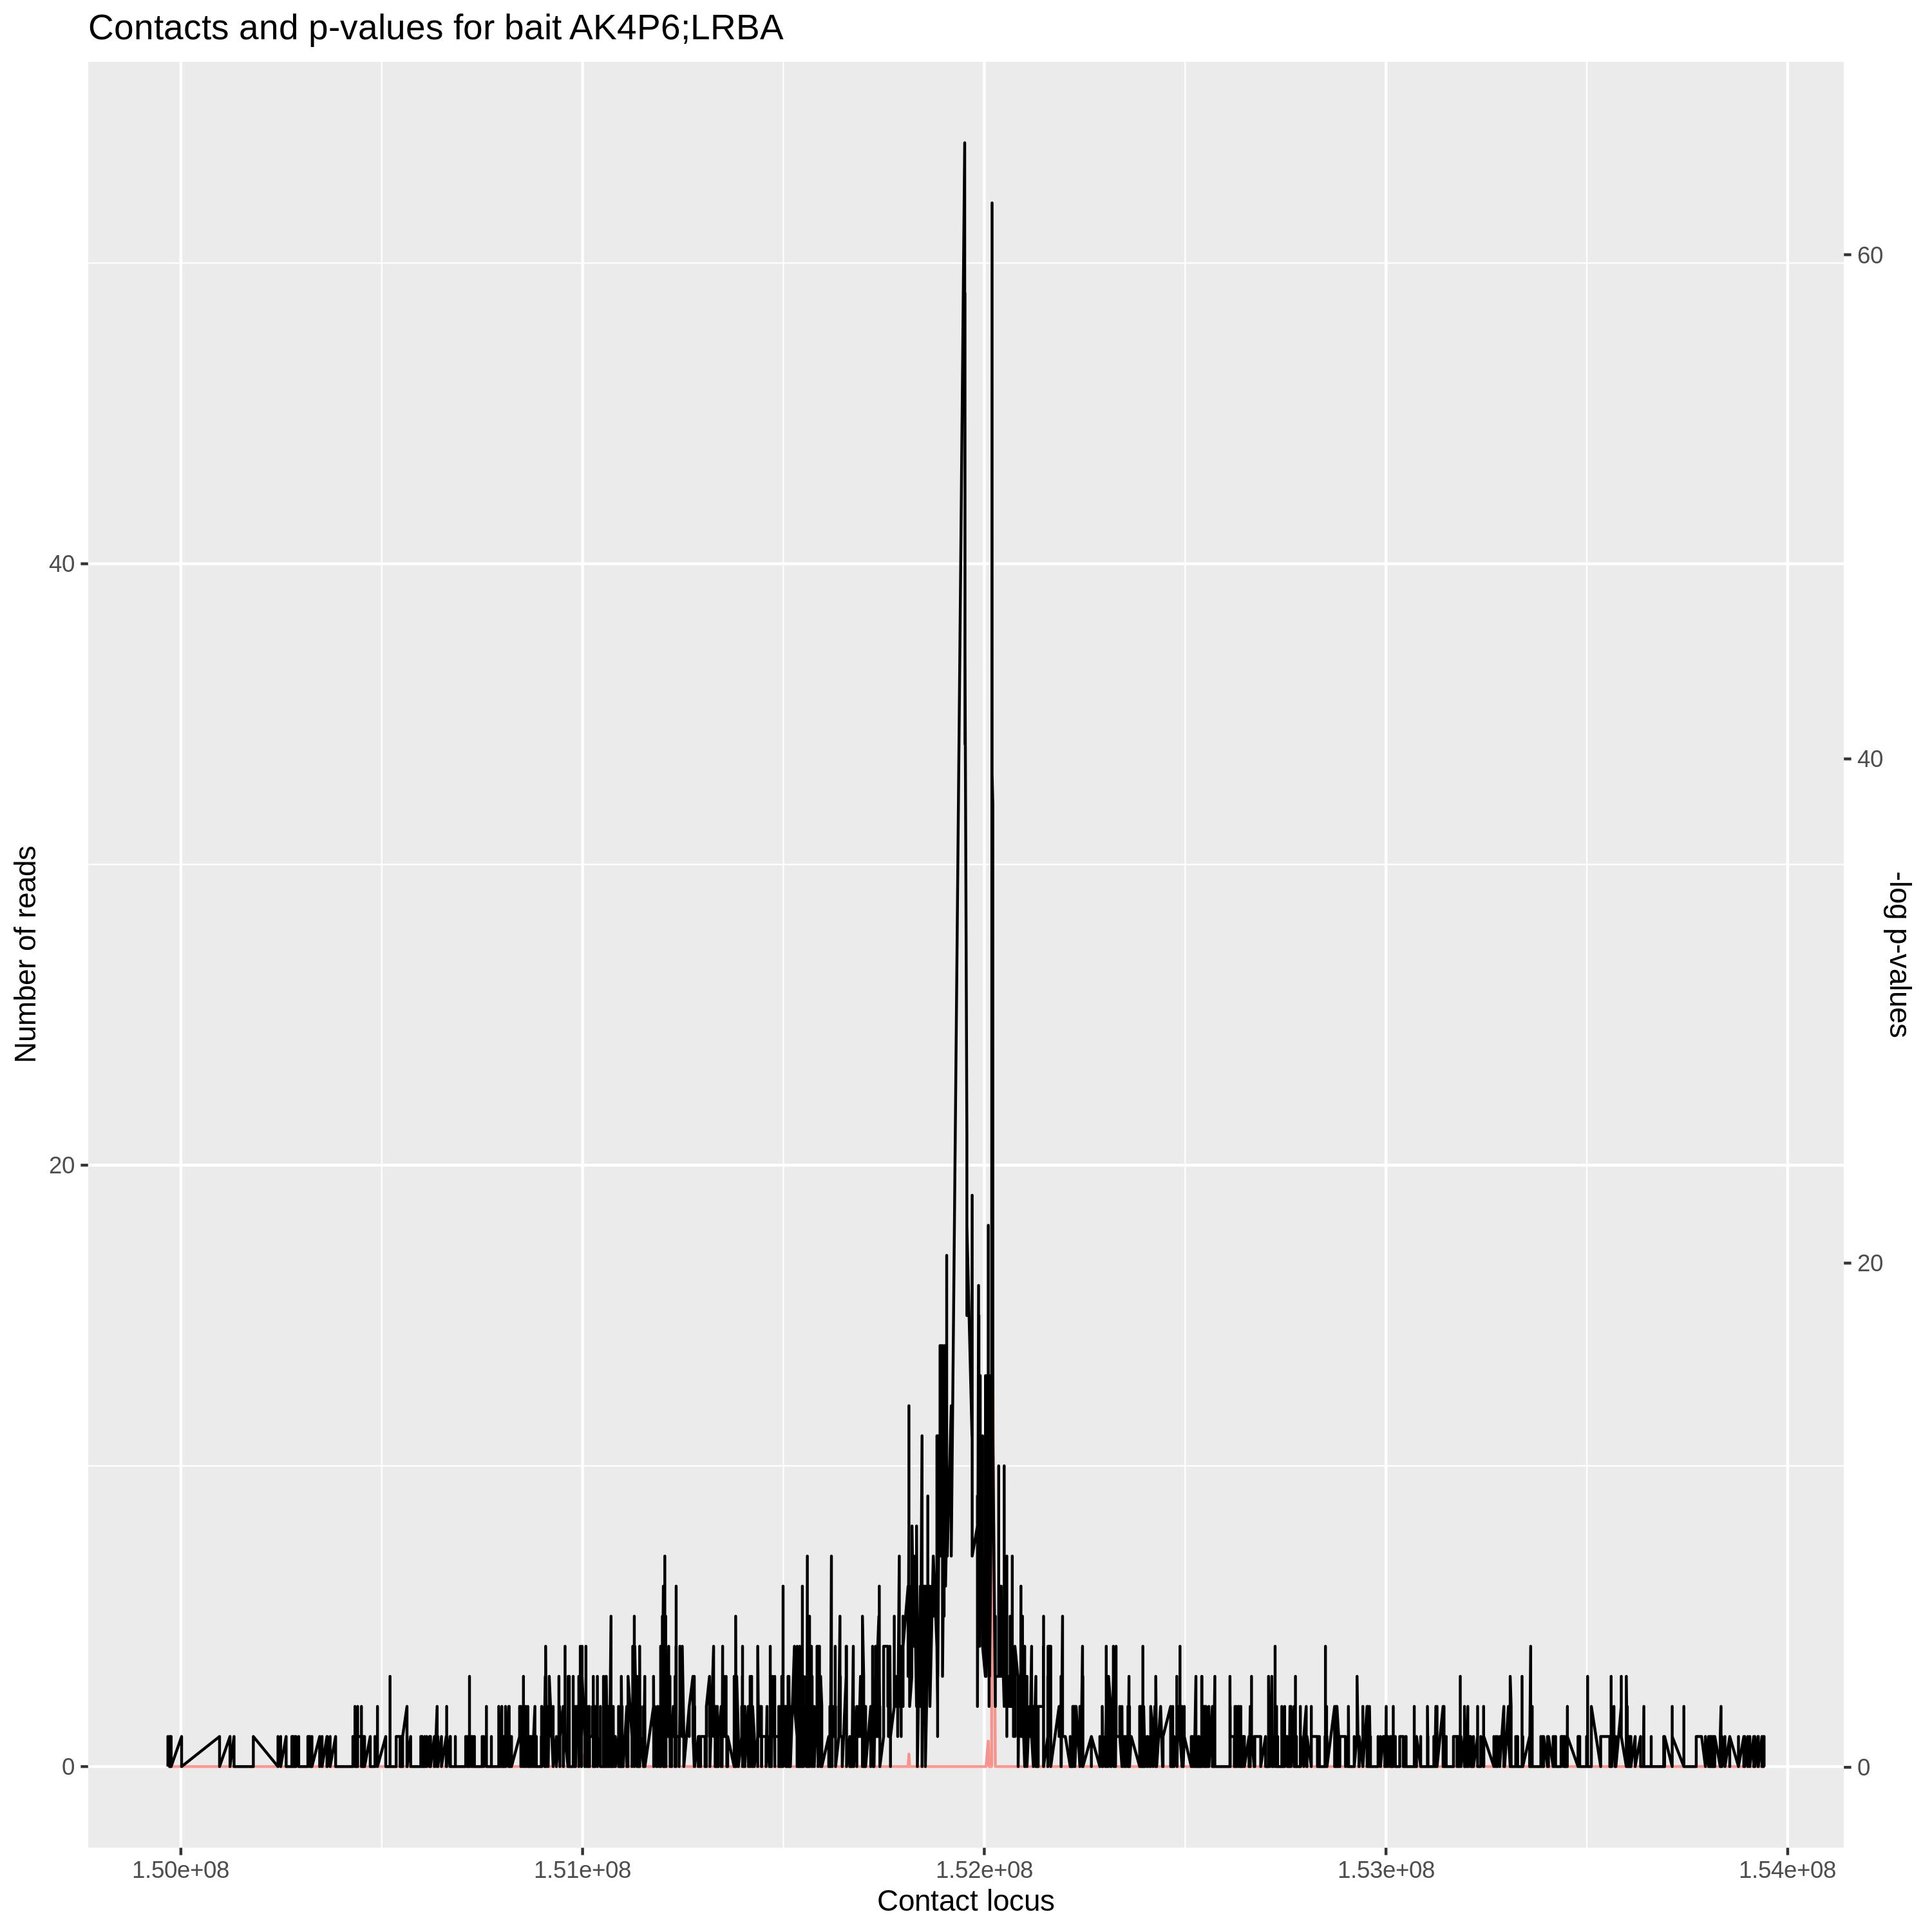 Contacts and p-values for bait AK4P6;LRBA
60
40
40
Number of reads
-log p-values
20
20
0
0
1.50e+08 1.51e+08 1.52e+08 1.53e+08 1.54e+08
Contact locus